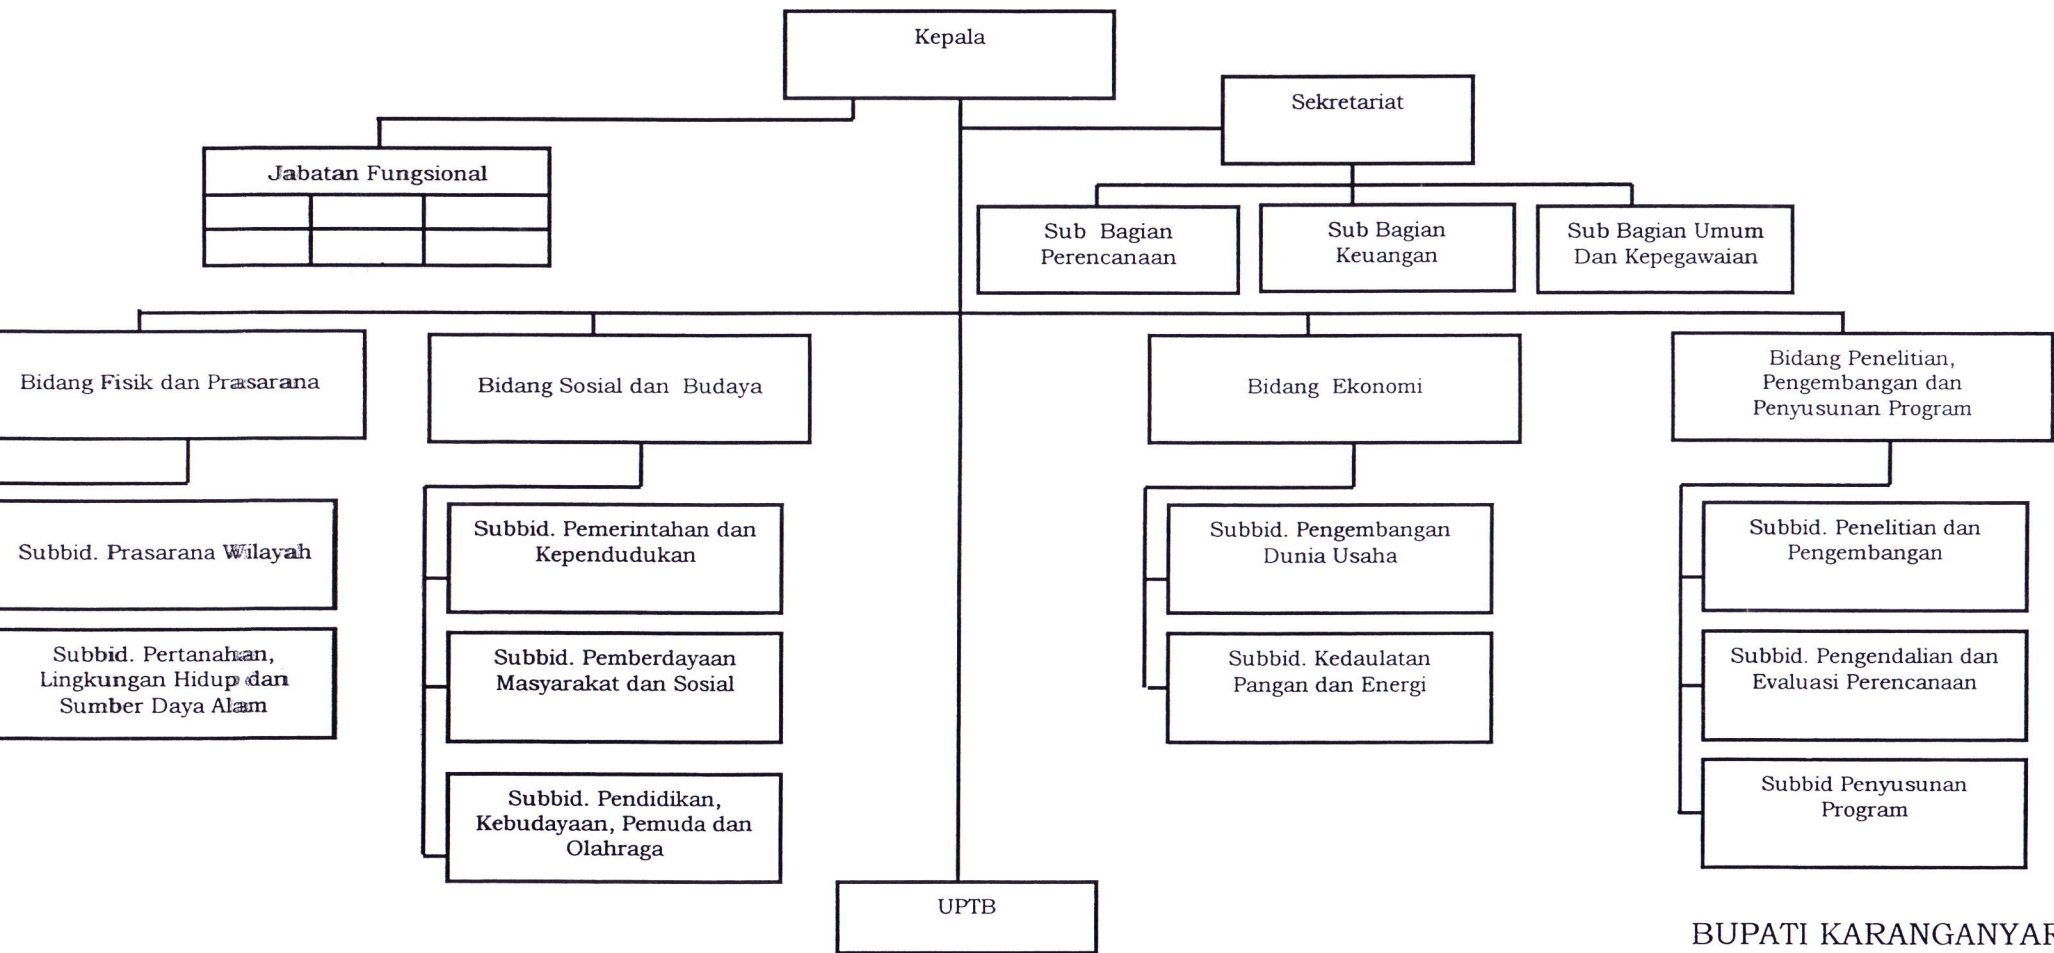 Kepala
Sekretariat
Jabatan Fungsional
Sub Bagian
Perencanaan
Sub Bagian
Keuangan
Sub Bagian Umum
Dan Kepegawaian
Bidang Fisik dan Prasarana
Bidang Sosial dan Budaya
Bidang Ekonomi
Bidang Penelitian,
Pengembangan dan
Penyusunan Program
Subbid. Prasarana Wilayah
Subbid. Pertanahan,
Lingkungan Hidup dan
Sumber Daya Alam
Subbid. Pemerintahan dan
Kependudukan
Subbid. Pemberdayaan
Masyarakat dan Sosial
Subbid. Pendidikan,
Kebudayaan, Pemuda dan
Olahraga
Subbid. Pengembangan
Dunia Usaha
Subbid. Kedaulatan
Pangan dan Energi
Subbid. Penelitian dan
Pengembangan
Subbid. Pengendalian dan
Evaluasi Perencanaan
Subbid Penyusunan
Program
UPTB
BUPATI KARANGANYAR